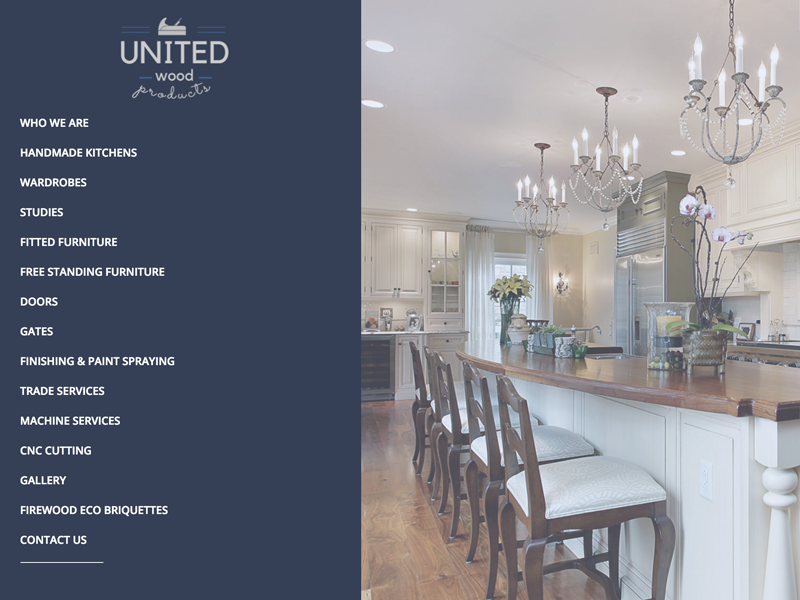 UNITED
wood
products
WHO WE ARE
HANDMADE KITCHENS
WARDROBES
STUDIES
FITTED FURNITURE
FREE STANDING FURNITURE
DOORS
GATES
FINISHING & PAINT SPRAYING
TRADE SERVICES
MACHINE SERVICES
CNC CUTTING
GALLERY
FIREWOOD ECO BRIQUETTES
CONTACT US